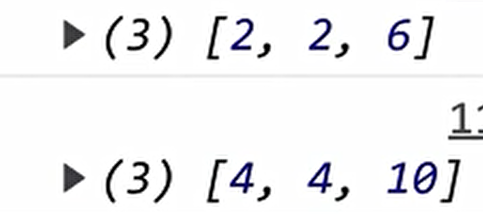 ▶ (3) [2, 2, 6]
▶ (3) [4, 4, 10]